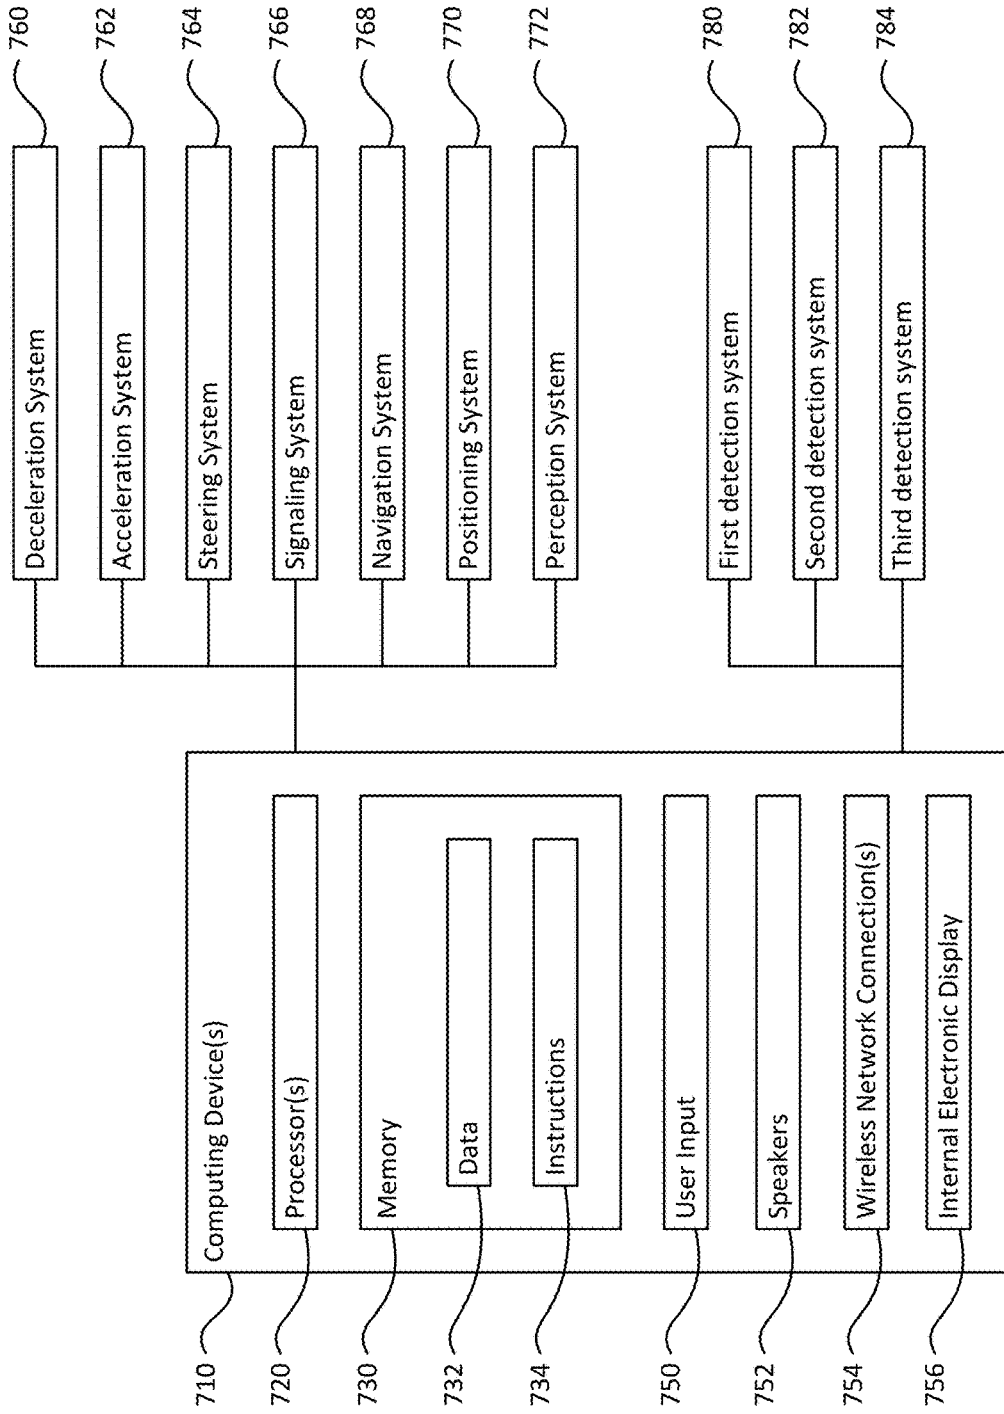 710
Computing Device(s)
720
Processor(s)
730
Memory
732
Data
734
Instructions
750
User Input
752
Speakers
754
Wireless Network Connection(s)
756
Internal Electronic Display
Deceleration System
760
Acceleration System
762
Steering System
764
Signaling System
766
Navigation System
768
Positioning System
770
Perception System
772
First detection system
780
Second detection system
782
Third detection system
784